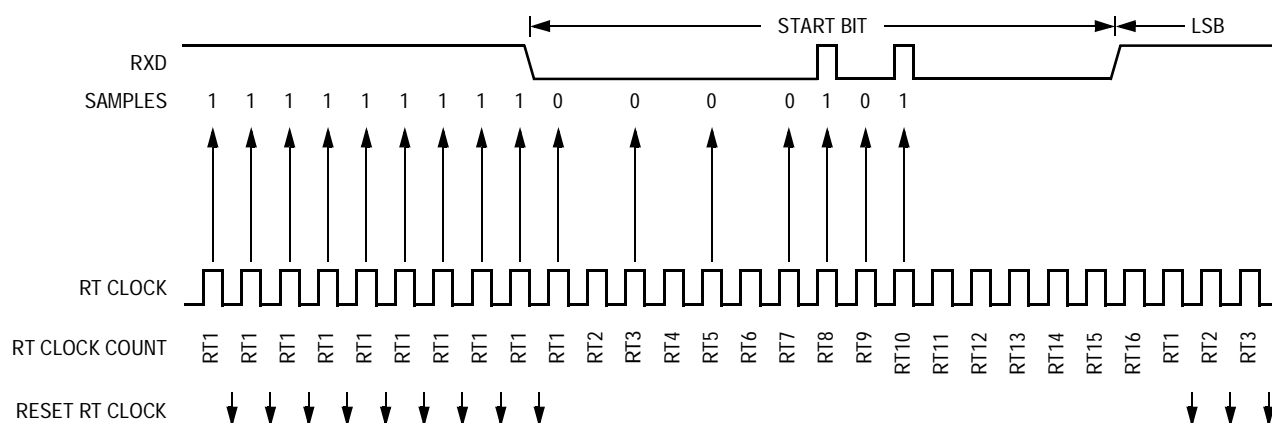 START BIT LSB
RXD
SAMPLES 1 1 1 1 1 1 1 1 1 0 0 0 0 1 0 1
RT CLOCK
RT CLOCK COUNT RT1 RT1 RT1 RT1 RT1 RT1 RT1 RT1 RT1 RT1 RT2 RT3 RT4 RT5 RT6 RT7 RT8 RT9 RT10 RT11 RT12 RT13 RT14 RT15 RT16 RT1 RT2 RT3
RESET RT CLOCK